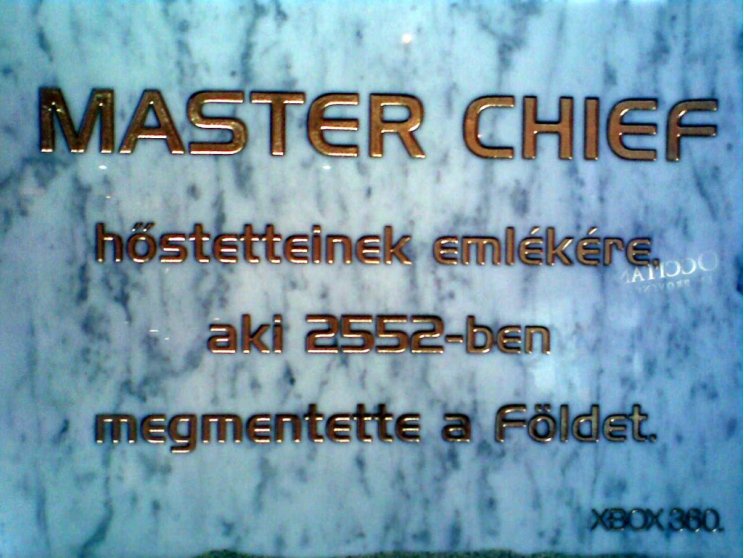 MASTER CHIEF
hőstetteinek emlékére,
aki 2552-ben
megmentette a Földet.
XBOX 360.